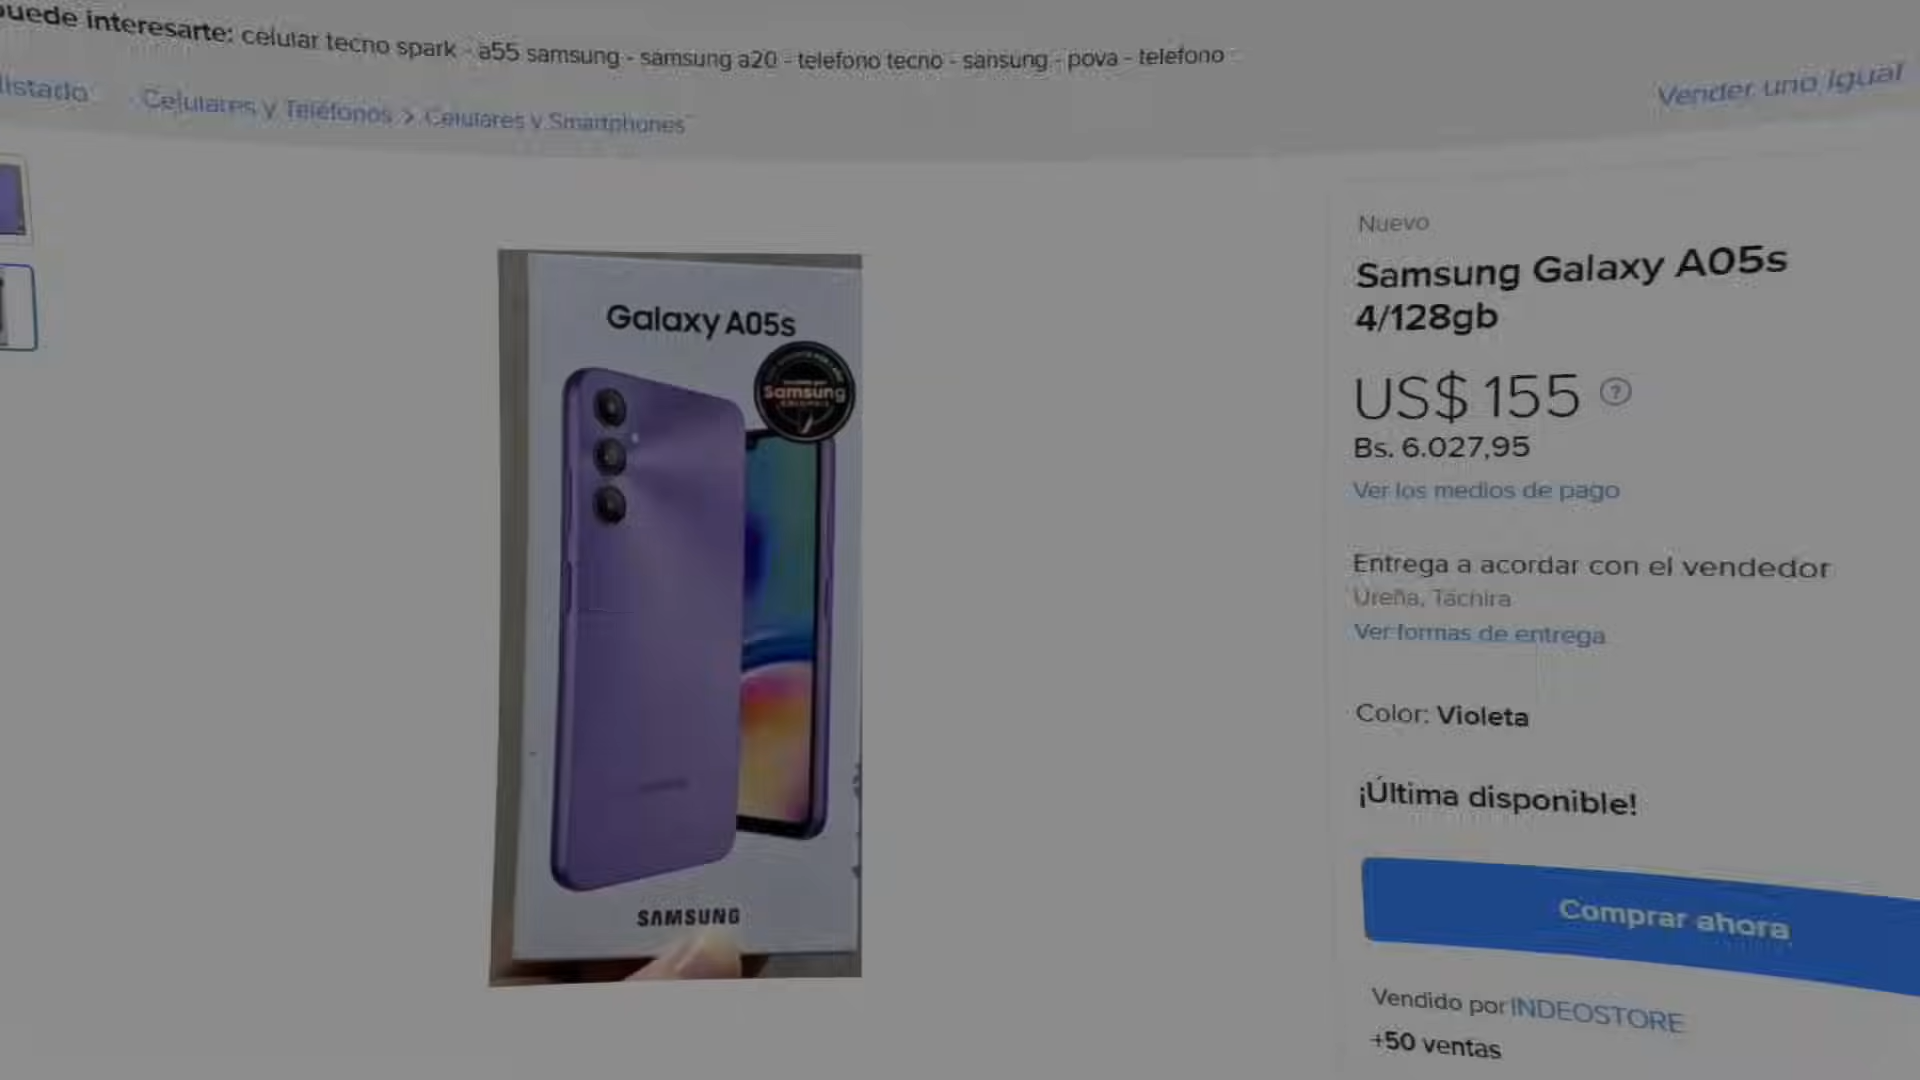 puede interesarte: celular tecno spark - a55 samsung - samsung a20 - telefono tecno - sansung - pova - telefono
listado
Celulares y Teléfonos > Celulares y Smartphones
Vender uno igual
Nuevo
Samsung Galaxy A05s
4/128gb
US$ 155
Bs. 6.027,95
Ver los medios de pago
Entrega a acordar con el vendedor
Ureña, Táchira
Ver formas de entrega
Color: Violeta
¡Última disponible!
Comprar ahora
Vendido por INDEOSTORE
+50 ventas
Galaxy A05s
Samsung
SAMSUNG